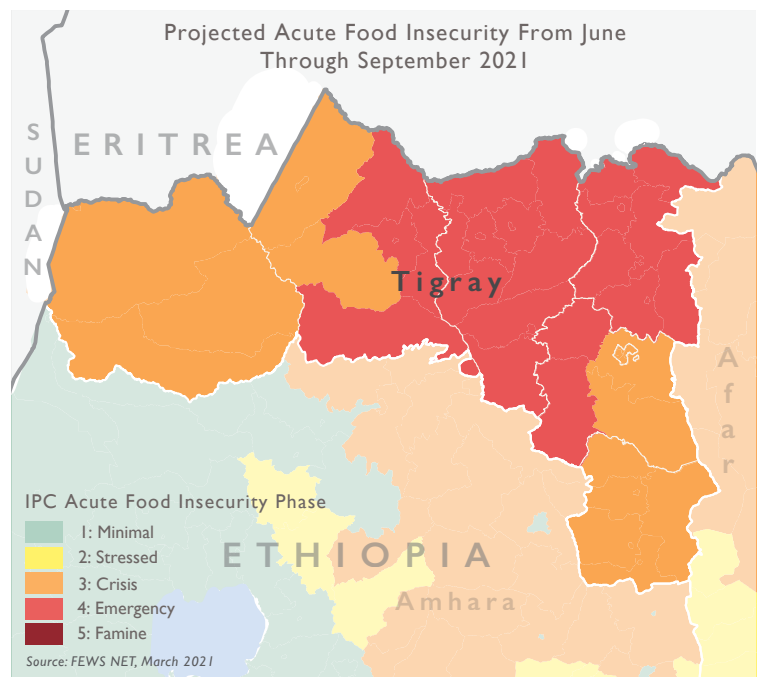 Projected Acute Food Insecurity From June
Through September 2021
SUDAN
ERITREA
Tigray
Afar
IPC Acute Food Insecurity Phase
1: Minimal
2: Stressed
3: Crisis
4: Emergency
5: Famine
ETHIOPIA
Amhara
Source: FEWS NET, March 2021